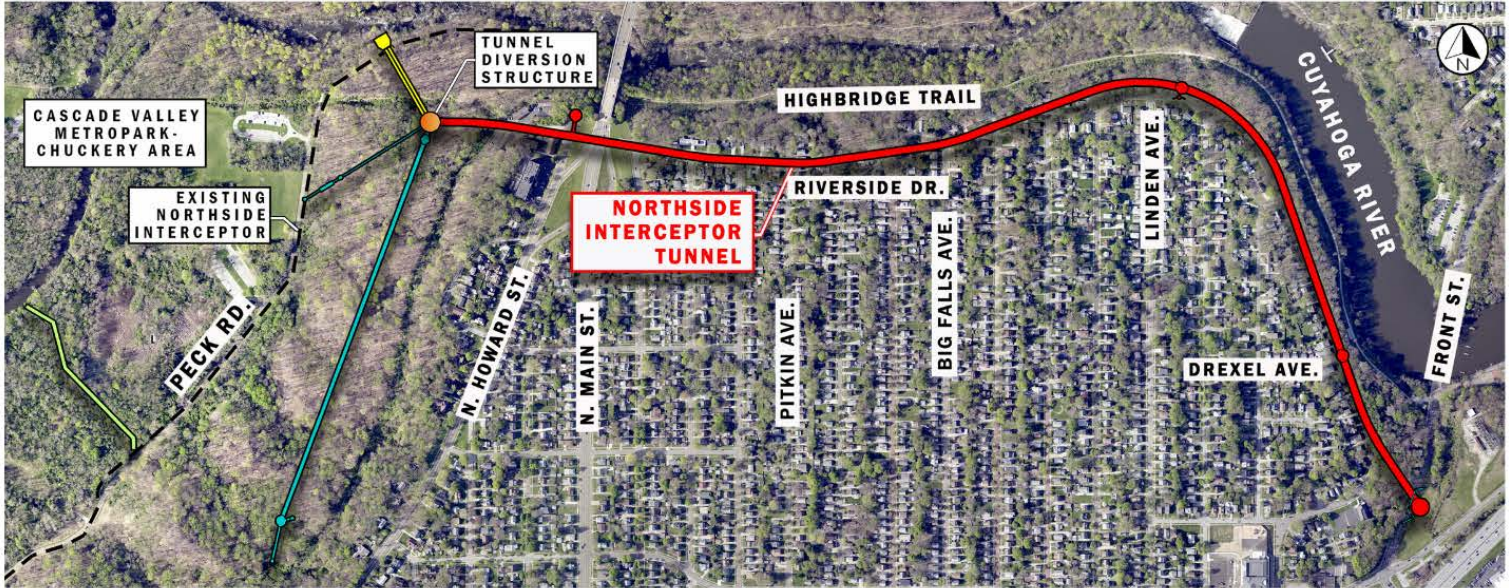 TUNNEL
DIVERSION
STRUCTURE
N
CASCADE VALLEY
METROPARK-
CHUCKERY AREA
HIGHBRIDGE TRAIL
CUYAHOGA RIVER
EXISTING
NORTHSIDE
INTERCEPTOR
RIVERSIDE DR.
NORTHSIDE
INTERCEPTOR
TUNNEL
LINDEN AVE.
BIG FALLS AVE.
PECK RD.
N. HOWARD ST.
N. MAIN ST.
PITKIN AVE.
FRONT ST.
DREXEL AVE.